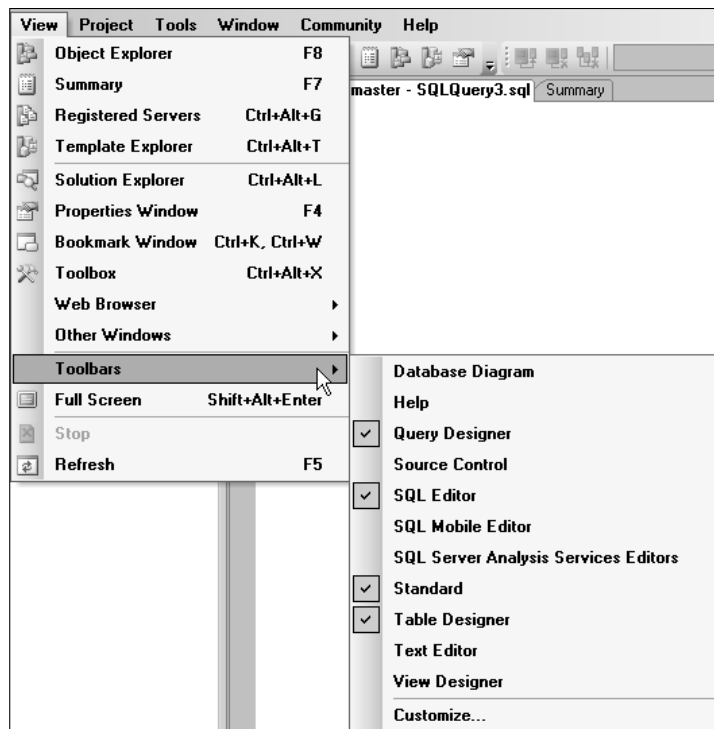 View Project Tools Window Community Help
master - SQLQuery3.sql Summary
Object Explorer F8
Summary F7
Registered Servers Ctrl+Alt+G
Template Explorer Ctrl+Alt+T
Solution Explorer Ctrl+Alt+L
Properties Window F4
Bookmark Window Ctrl+K, Ctrl+W
Toolbox Ctrl+Alt+X
Web Browser
Other Windows
Toolbars
Full Screen Shift+Alt+Enter
Stop
Refresh F5
Database Diagram
Help
Query Designer
Source Control
SQL Editor
SQL Mobile Editor
SQL Server Analysis Services Editors
Standard
Table Designer
Text Editor
View Designer
Customize...